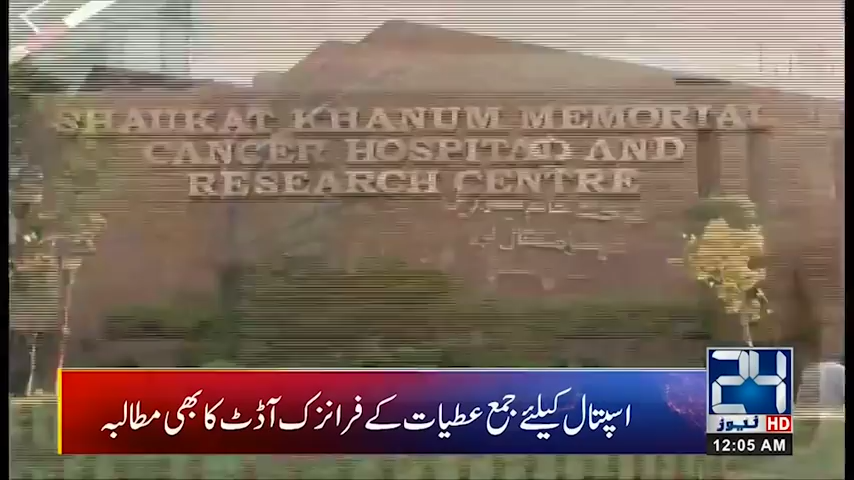 SHAUKAT KHANUM MEMORIAL
CANCER HOSPITAL AND
RESEARCH CENTRE
اسپتال کیلئے جمع عطیات کے فرانزک آڈٹ کا بھی مطالبہ
24
نیوز HD
12:05 AM